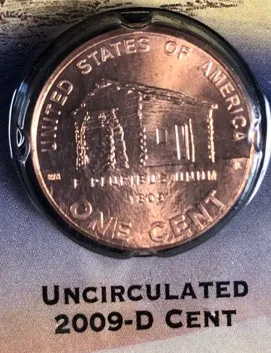 UNITED STATES OF AMERICA
E PLURIBUS UNUM
1809
ONE CENT
UNCIRCULATED
2009-D CENT